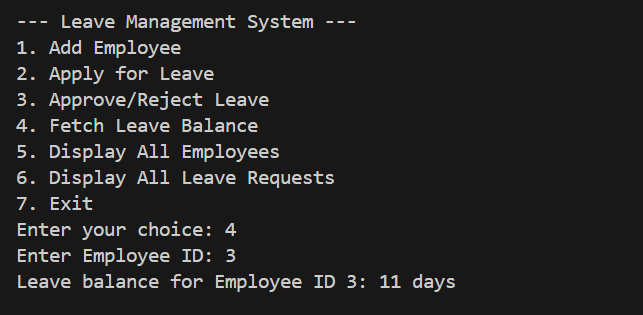 --- Leave Management System ---
1. Add Employee
2. Apply for Leave
3. Approve/Reject Leave
4. Fetch Leave Balance
5. Display All Employees
6. Display All Leave Requests
7. Exit
Enter your choice: 4
Enter Employee ID: 3
Leave balance for Employee ID 3: 11 days